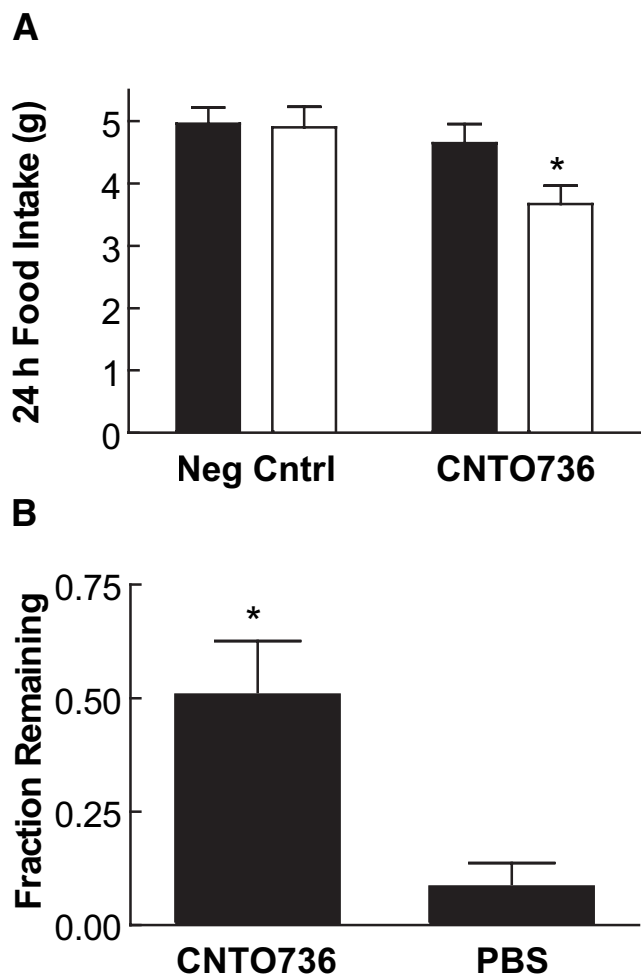 A
24 h Food Intake (g)
5
4
3
2
1
0
*
Neg Cntrl CNTO736
B
Fraction Remaining
0.75
0.50
0.25
0.00
*
CNTO736 PBS